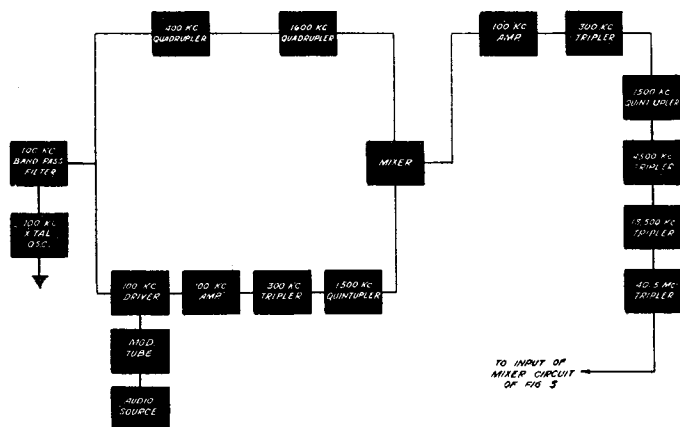 400 KC
QUADRUPLER
1600 KC
QUADRUPLER
100 KC
AMP.
300 KC
TRIPLER
1500 KC
QUINTUPLER
100 KC
BAND PASS
FILTER
MIXER
4500 KC
TRIPLER
100 KC
XTAL
OSC.
13,500 KC
TRIPLER
100 KC
DRIVER
100 KC
AMP
300 KC
TRIPLER
1500 KC
QUINTUPLER
40.5 MC
TRIPLER
MOD.
TUBE
TO INPUT OF
MIXER CIRCUIT
OF FIG 5
AUDIO
SOURCE